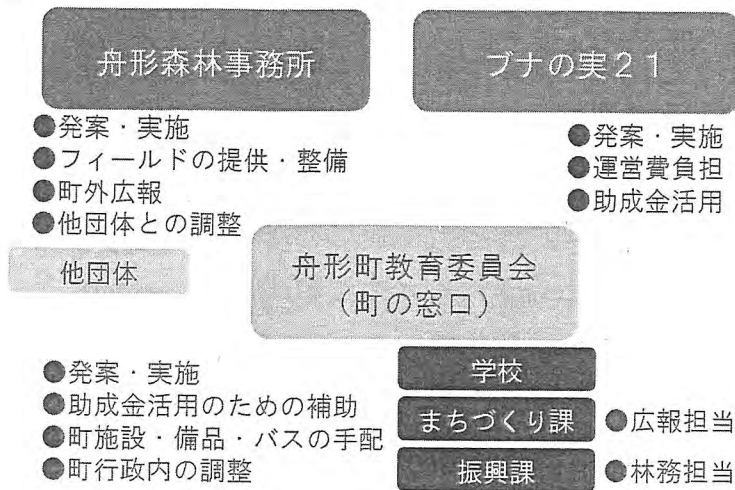 舟形森林事務所
●発案・実施
●フィールドの提供・整備
●町外広報
●他団体との調整
ブナの実２１
●発案・実施
●運営費負担
●助成金活用
他団体
舟形町教育委員会
（町の窓口）
●発案・実施
●助成金活用のための補助
●町施設・備品・バスの手配
●町行政内の調整
学校
まちづくり課 ●広報担当
振興課 ●林務担当